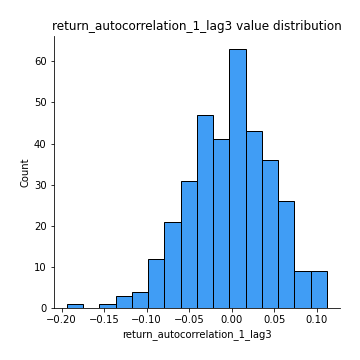 return_autocorrelation_1_lag3 value distribution
60
50
40
30
20
10
0
Count
−0.20 −0.15 −0.10 −0.05 0.00 0.05 0.10
return_autocorrelation_1_lag3